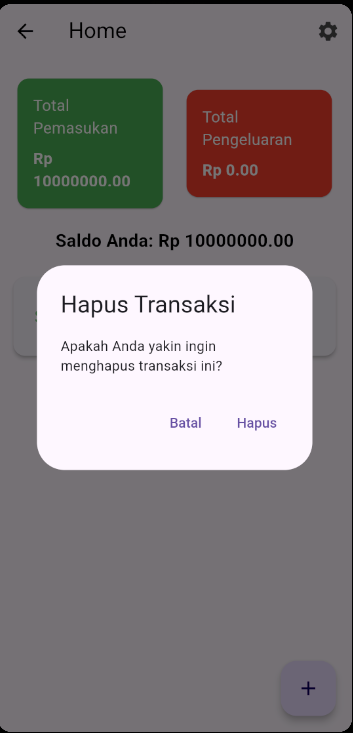 Home
Total
Pemasukan
Rp
10000000.00
Total
Pengeluaran
Rp 0.00
Saldo Anda: Rp 10000000.00
Hapus Transaksi
Apakah Anda yakin ingin
menghapus transaksi ini?
Batal
Hapus